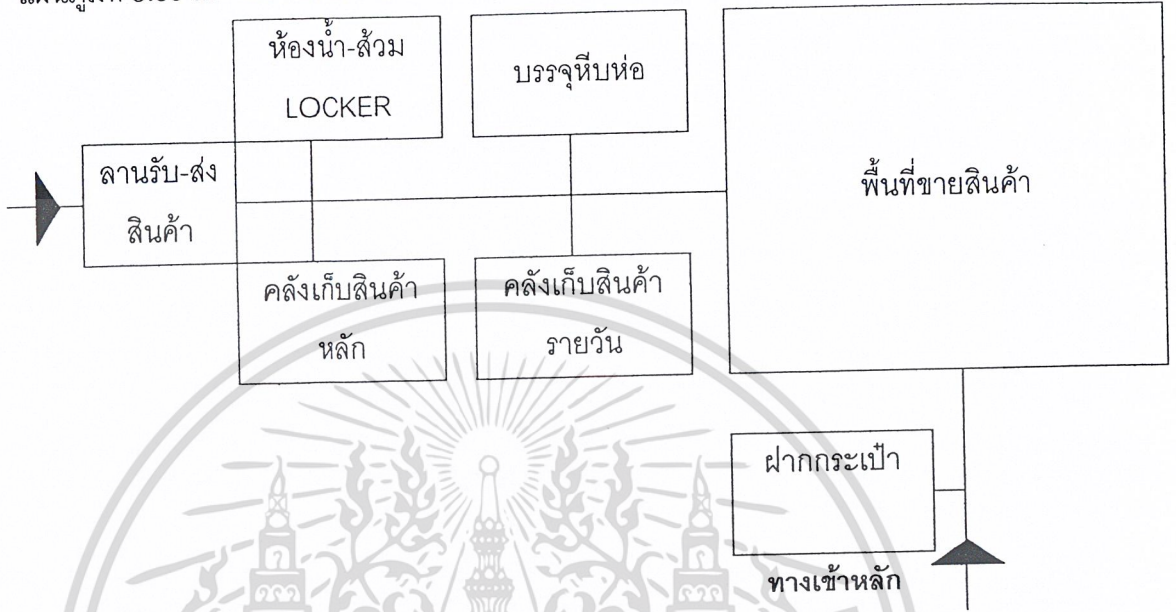 ห้องน้ำ-ส้วม
LOCKER
บรรจุหีบห่อ
ลานรับ-ส่ง
สินค้า
พื้นที่ขายสินค้า
คลังเก็บสินค้า
หลัก
คลังเก็บสินค้า
รายวัน
ฝากกระเป๋า
ทางเข้าหลัก